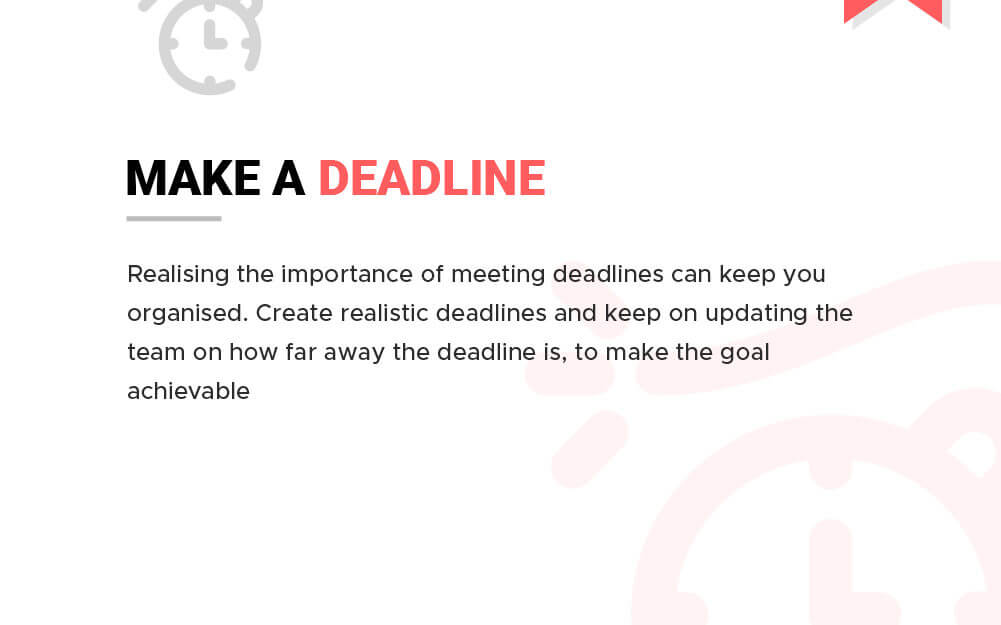 MAKE A DEADLINE
Realising the importance of meeting deadlines can keep you
organised. Create realistic deadlines and keep on updating the
team on how far away the deadline is, to make the goal
achievable